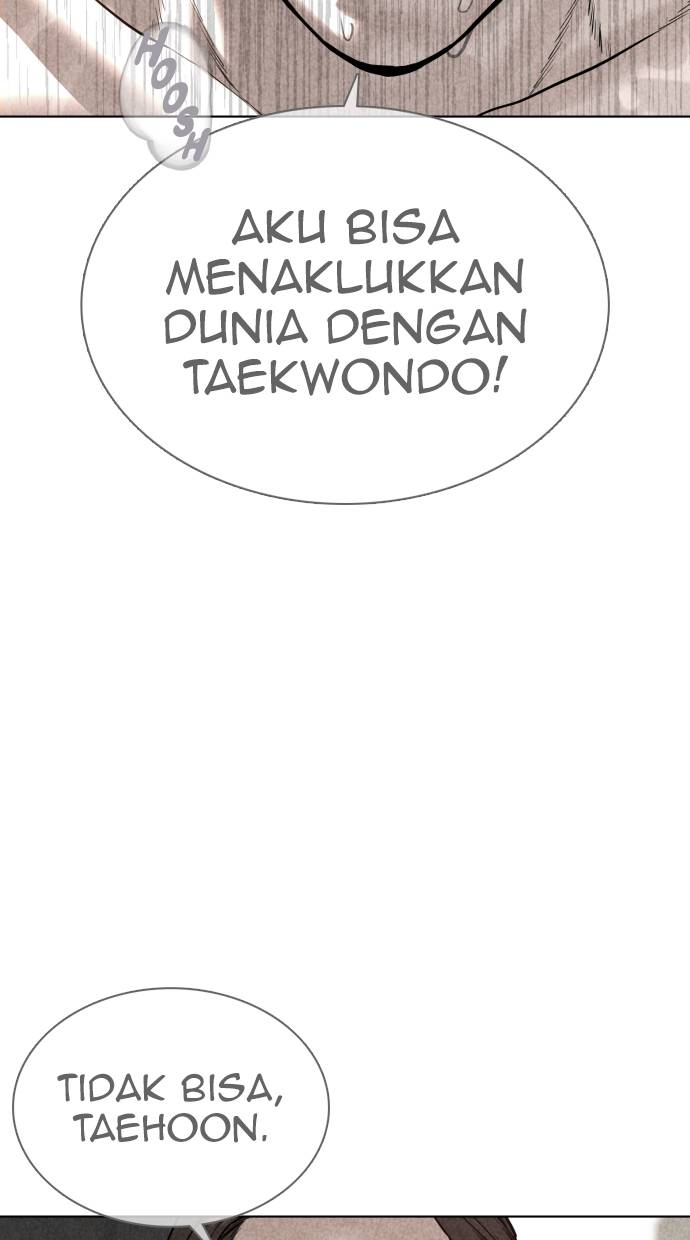 HOOSH
AKU BISA
MENAKLUKKAN
DUNIA DENGAN
TAEKWONDO!
TIDAK BISA,
TAEHOON.